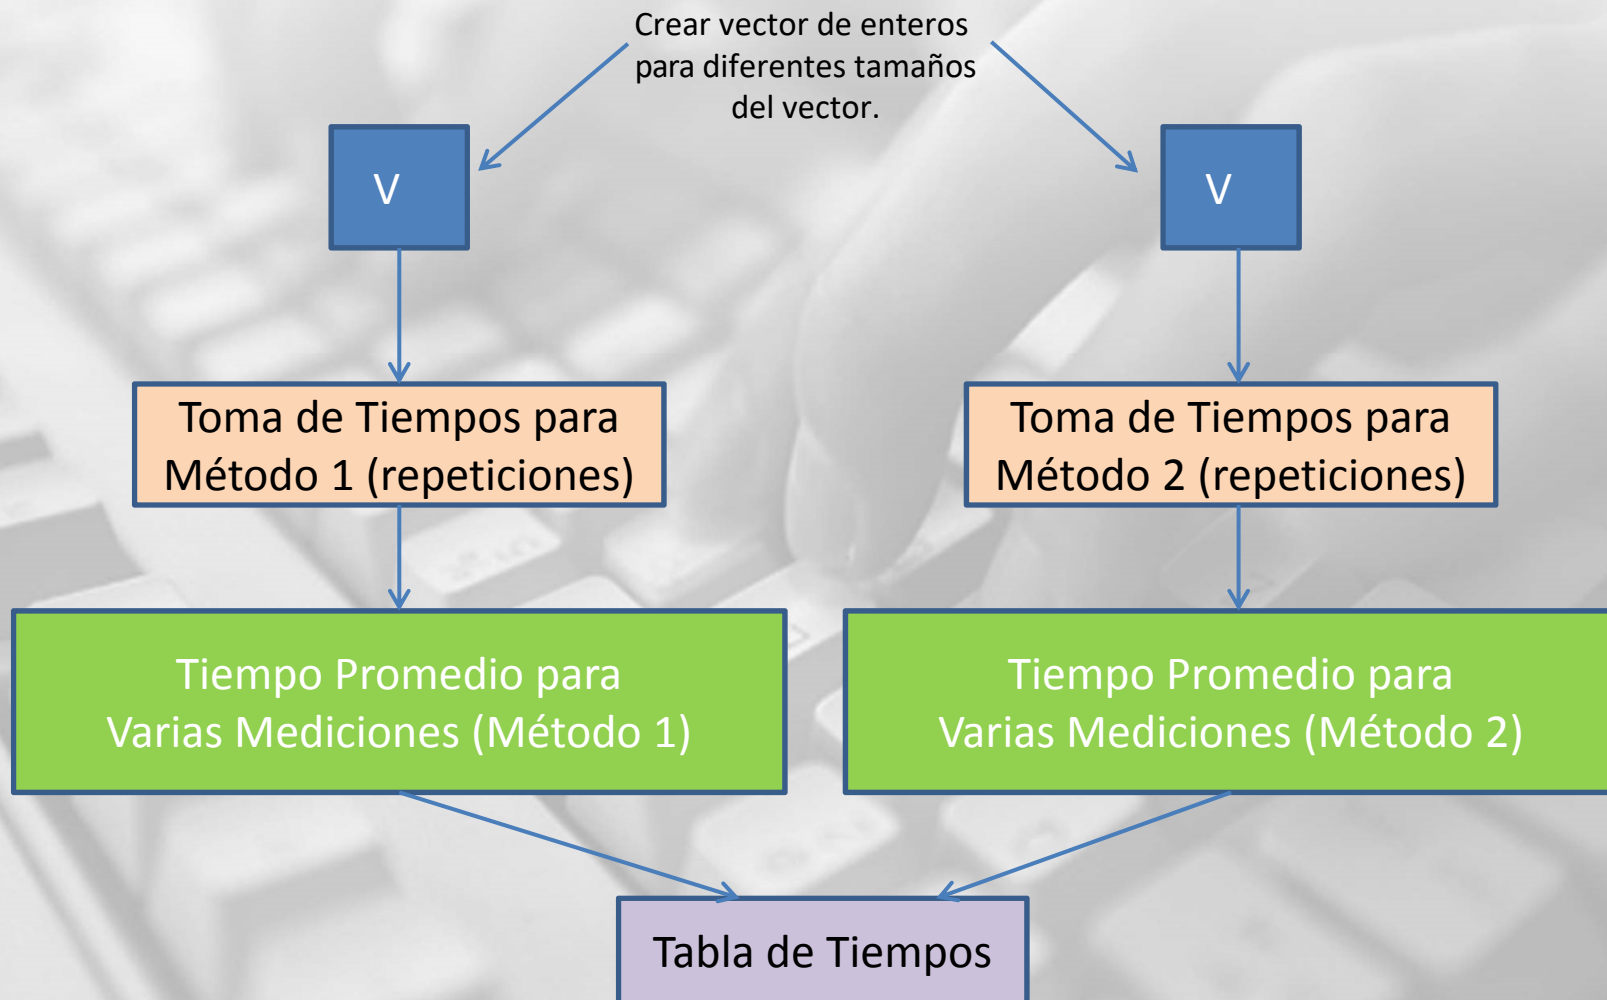 Crear vector de enteros
para diferentes tamaños
del vector.
V
V
Toma de Tiempos para
Método 1 (repeticiones)
Toma de Tiempos para
Método 2 (repeticiones)
Tiempo Promedio para
Varias Mediciones (Método 1)
Tiempo Promedio para
Varias Mediciones (Método 2)
Tabla de Tiempos